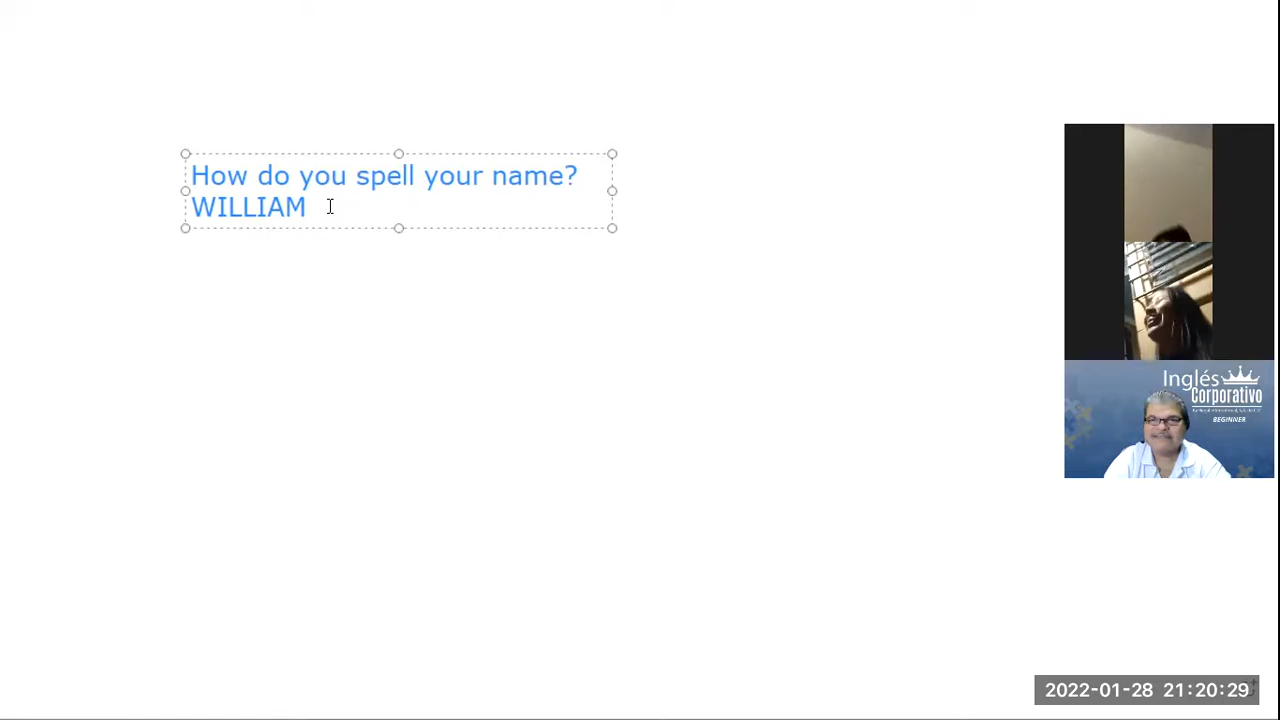 How do you spell your name?
WILLIAM
Inglés
Corporativo
BEGINNER
2022-01-28 21:20:29